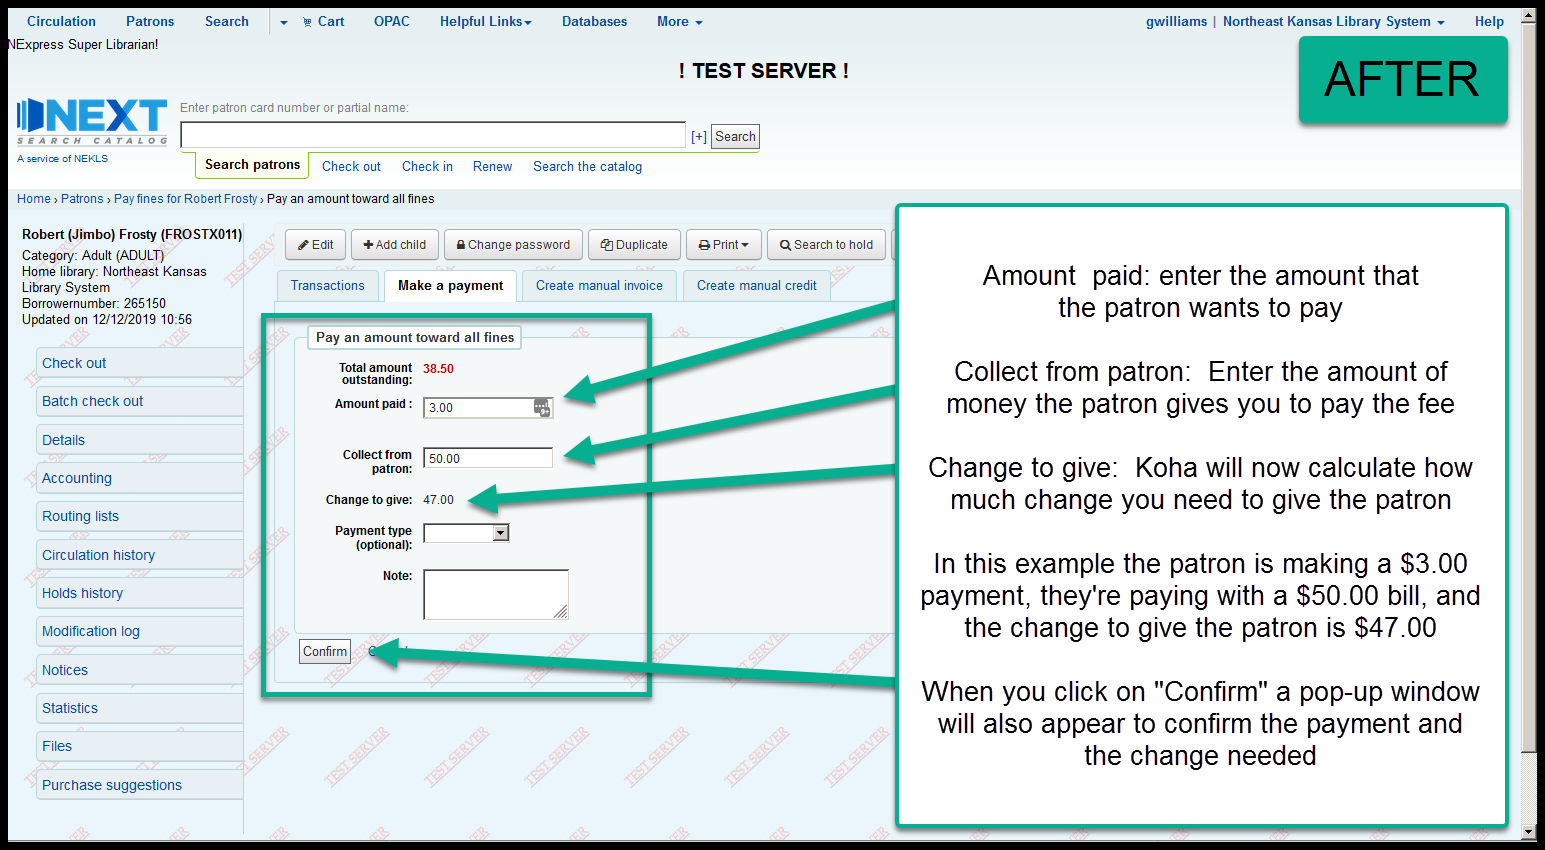 Circulation Patrons Search Cart OPAC Helpful Links Databases More gwilliams | Northeast Kansas Library System Help
NExpress Super Librarian!
! TEST SERVER !
AFTER
NEXT
SEARCH CATALOG
A service of NEKLS
Enter patron card number or partial name:
[+] Search
Search patrons Check out Check in Renew Search the catalog
Home › Patrons › Pay fines for Robert Frosty › Pay an amount toward all fines
Robert (Jimbo) Frosty (FROSTX011)
Category: Adult (ADULT)
Home library: Northeast Kansas
Library System
Borrowernumber: 265150
Updated on 12/12/2019 10:56
Check out
Batch check out
Details
Accounting
Routing lists
Circulation history
Holds history
Modification log
Notices
Statistics
Files
Purchase suggestions
Edit Add child Change password Duplicate Print Search to hold
Transactions Make a payment Create manual invoice Create manual credit
Pay an amount toward all fines
Total amount
outstanding: 38.50
Amount paid : 3.00
Collect from
patron: 50.00
Change to give: 47.00
Payment type
(optional):
Note:
Confirm
Amount paid: enter the amount that
the patron wants to pay
Collect from patron: Enter the amount of
money the patron gives you to pay the fee
Change to give: Koha will now calculate how
much change you need to give the patron
In this example the patron is making a $3.00
payment, they're paying with a $50.00 bill, and
the change to give the patron is $47.00
When you click on "Confirm" a pop-up window
will also appear to confirm the payment and
the change needed
TEST SERVER